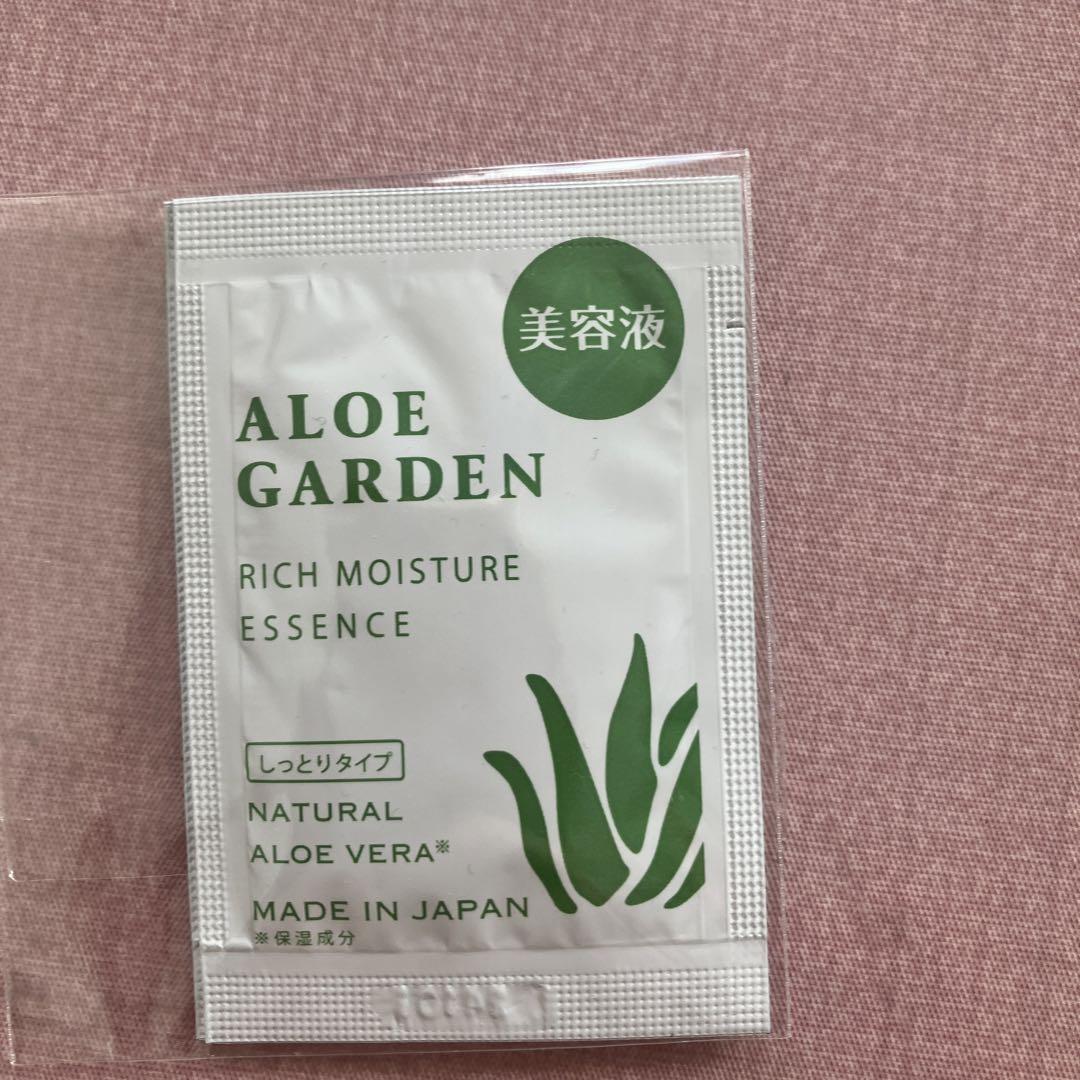 美容液
ALOE
GARDEN
RICH MOISTURE
ESSENCE
しっとりタイプ
NATURAL
ALOE VERA※
MADE IN JAPAN
※保湿成分